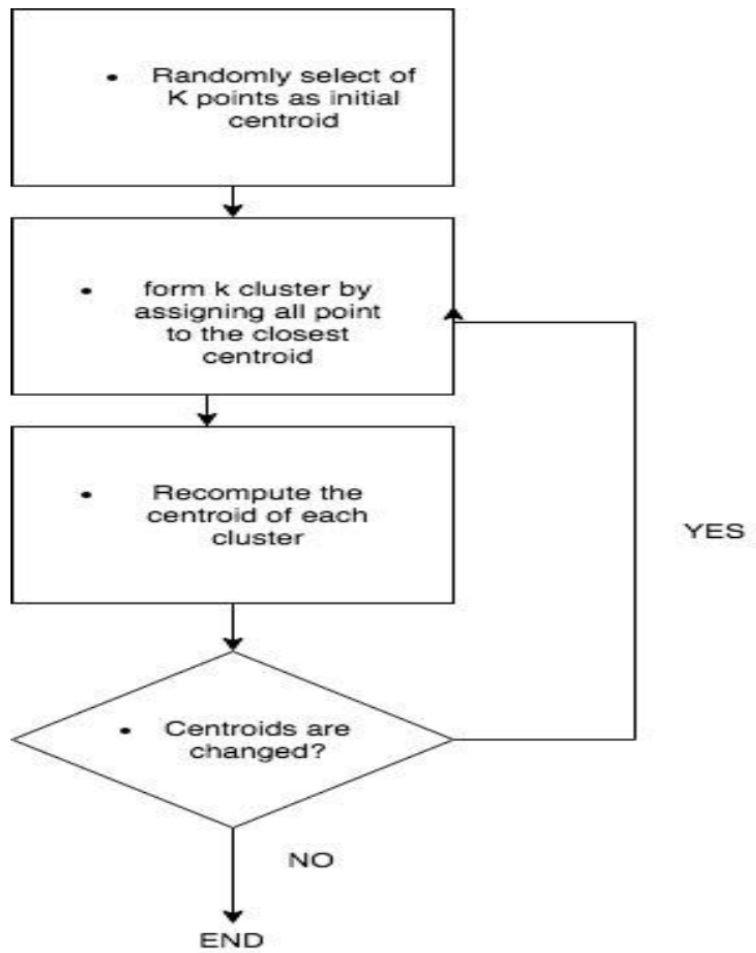 • Randomly select of
K points as initial
centroid
• form k cluster by
assigning all point
to the closest
centroid
• Recompute the
centroid of each
cluster
YES
• Centroids are
changed?
NO
END